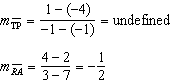 m_{\overline{TP}} = \frac{1-(-4)}{-1-(-1)} = undefined
m_{\overline{RA}} = \frac{4-2}{3-7} = -\frac{1}{2}